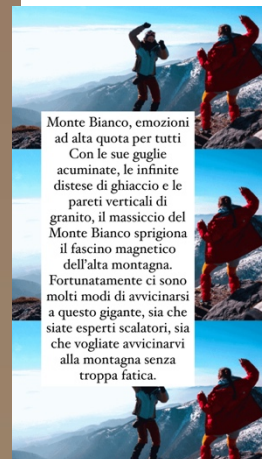 Monte Bianco, emozioni
ad alta quota per tutti
Con le sue guglie
acuminate, le infinite
distese di ghiaccio e le
pareti verticali di
granito, il massiccio del
Monte Bianco sprigiona
il fascino magnetico
dell'alta montagna.
Fortunatamente ci sono
molti modi di avvicinarsi
a questo gigante, sia che
siate esperti scalatori, sia
che vogliate avvicinarvi
alla montagna senza
troppa fatica.